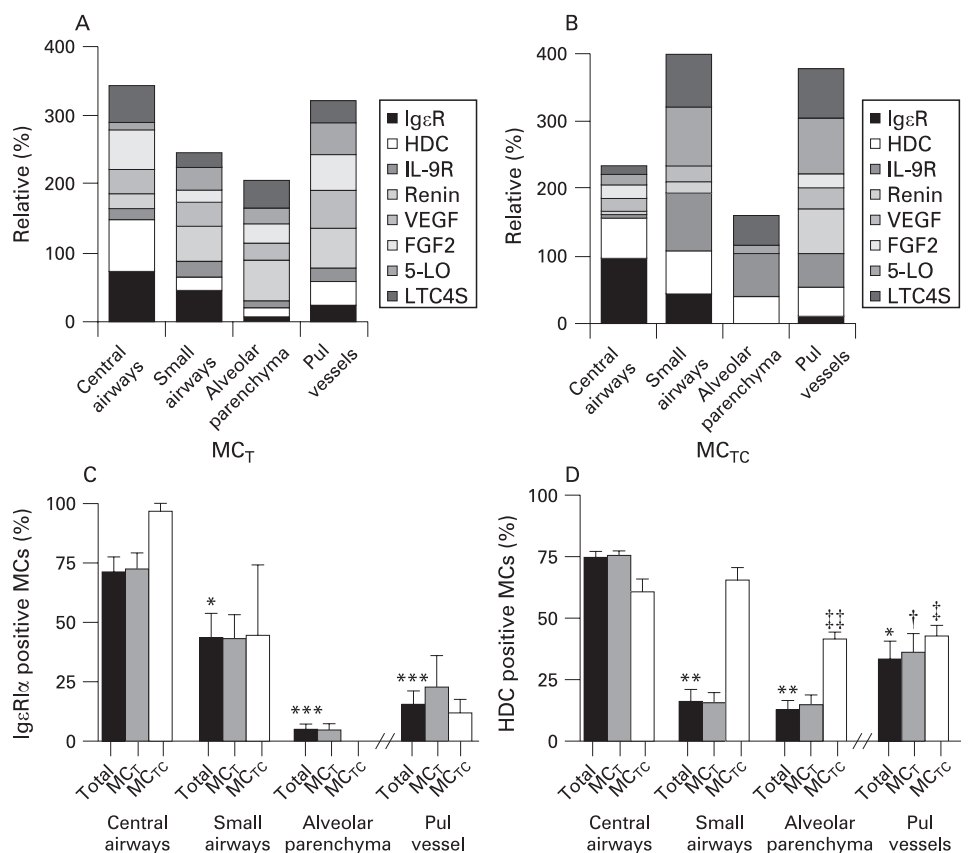 A
400
300
200
100
0
Relative (%)
Central airways
Small airways
Alveolar parenchyma
Pul vessels
MCT
IgεR
HDC
IL-9R
Renin
VEGF
FGF2
5-LO
LTC4S
B
400
300
200
100
0
Relative (%)
Central airways
Small airways
Alveolar parenchyma
Pul vessels
MCTC
IgεR
HDC
IL-9R
Renin
VEGF
FGF2
5-LO
LTC4S
C
100
75
50
25
0
IgεRIα positive MCs (%)
*
***
***
//
Total MCT MCTC Total MCT MCTC Total MCT MCTC Total MCT MCTC
Central airways
Small airways
Alveolar parenchyma
Pul vessel
D
100
75
50
25
0
HDC positive MCs (%)
**
**
‡‡
‡‡
*
†
‡
//
Total MCT MCTC Total MCT MCTC Total MCT MCTC Total MCT MCTC
Central airways
Small airways
Alveolar parenchyma
Pul vessels